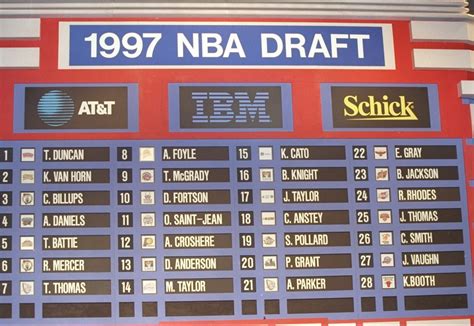 1997 NBA DRAFT
AT&T
IBM
Schick
1 T. DUNCAN 8 A. FOYLE 15 K. CATO 22 E. GRAY
2 K. VAN HORN 9 T. McGRADY 16 B. KNIGHT 23 B. JACKSON
3 C. BILLUPS 10 D. FORTSON 17 J. TAYLOR 24 R. RHODES
4 A. DANIELS 11 O. SAINT-JEAN 18 C. ANSTEY 25 J. THOMAS
5 T. BATTIE 12 A. CROSHERE 19 S. POLLARD 26 C. SMITH
6 R. MERCER 13 D. ANDERSON 20 P. GRANT 27 J. VAUGHN
7 T. THOMAS 14 M. TAYLOR 21 A. PARKER 28 K.BOOTH